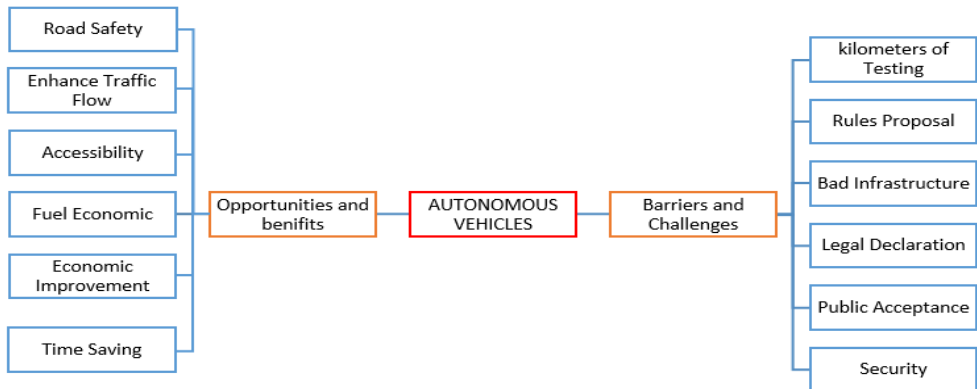 Road Safety
Enhance Traffic
Flow
Accessibility
Fuel Economic
Economic
Improvement
Time Saving
Opportunities and
benifits
AUTONOMOUS
VEHICLES
Barriers and
Challenges
kilometers of
Testing
Rules Proposal
Bad Infrastructure
Legal Declaration
Public Acceptance
Security